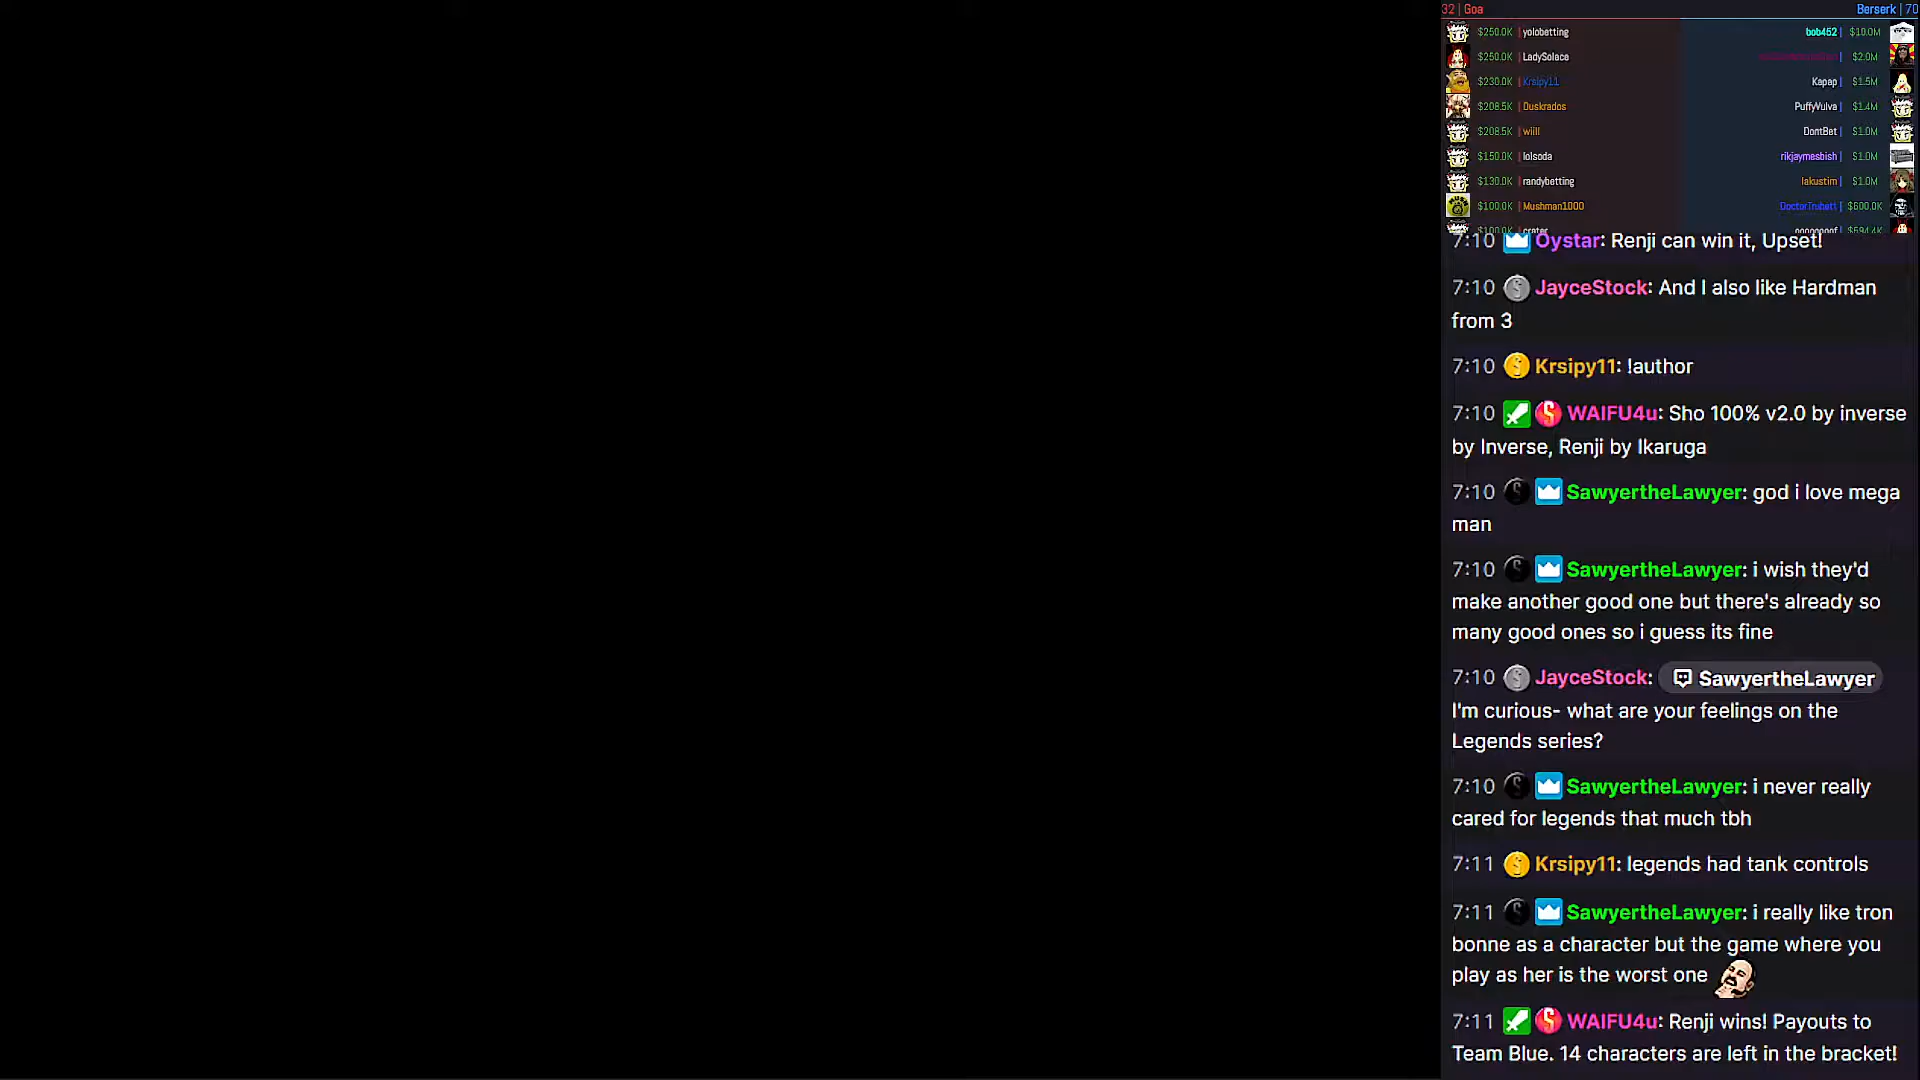 32 | Goa Berserk | 70
$250.0K | yolobetting bob452 | $10.0M
$250.0K | LadySolace | $2.0M
$230.0K | Krsipy11 Kapap | $1.5M
$208.5K | Duskrados PuffyVulva | $1.4M
$208.5K | wiill DontBet | $1.0M
$150.0K | lolsoda rikjaymesbish | $1.0M
$130.0K | randybetting lakustim | $1.0M
$100.0K | Mushman1000 | $600.0K
$100.0K | crater $594.4K
7:10 Oystar: Renji can win it, Upset!
7:10 JayceStock: And I also like Hardman
from 3
7:10 Krsipy11: !author
7:10 WAIFU4u: Sho 100% v2.0 by inverse
by Inverse, Renji by Ikaruga
7:10 SawyertheLawyer: god i love mega
man
7:10 SawyertheLawyer: i wish they'd
make another good one but there's already so
many good ones so i guess its fine
7:10 JayceStock: SawyertheLawyer
I'm curious- what are your feelings on the
Legends series?
7:10 SawyertheLawyer: i never really
cared for legends that much tbh
7:11 Krsipy11: legends had tank controls
7:11 SawyertheLawyer: i really like tron
bonne as a character but the game where you
play as her is the worst one
7:11 WAIFU4u: Renji wins! Payouts to
Team Blue. 14 characters are left in the bracket!